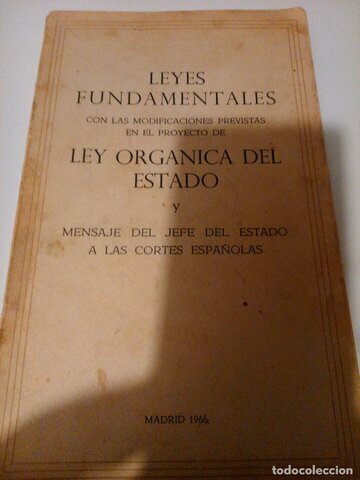 LEYES
FUNDAMENTALES
CON LAS MODIFICACIONES PREVISTAS
EN EL PROYECTO DE
LEY ORGANICA DEL
ESTADO
Y
MENSAJE DEL JEFE DEL ESTADO
A LAS CORTES ESPAÑOLAS
MADRID 1966
todocoleccion